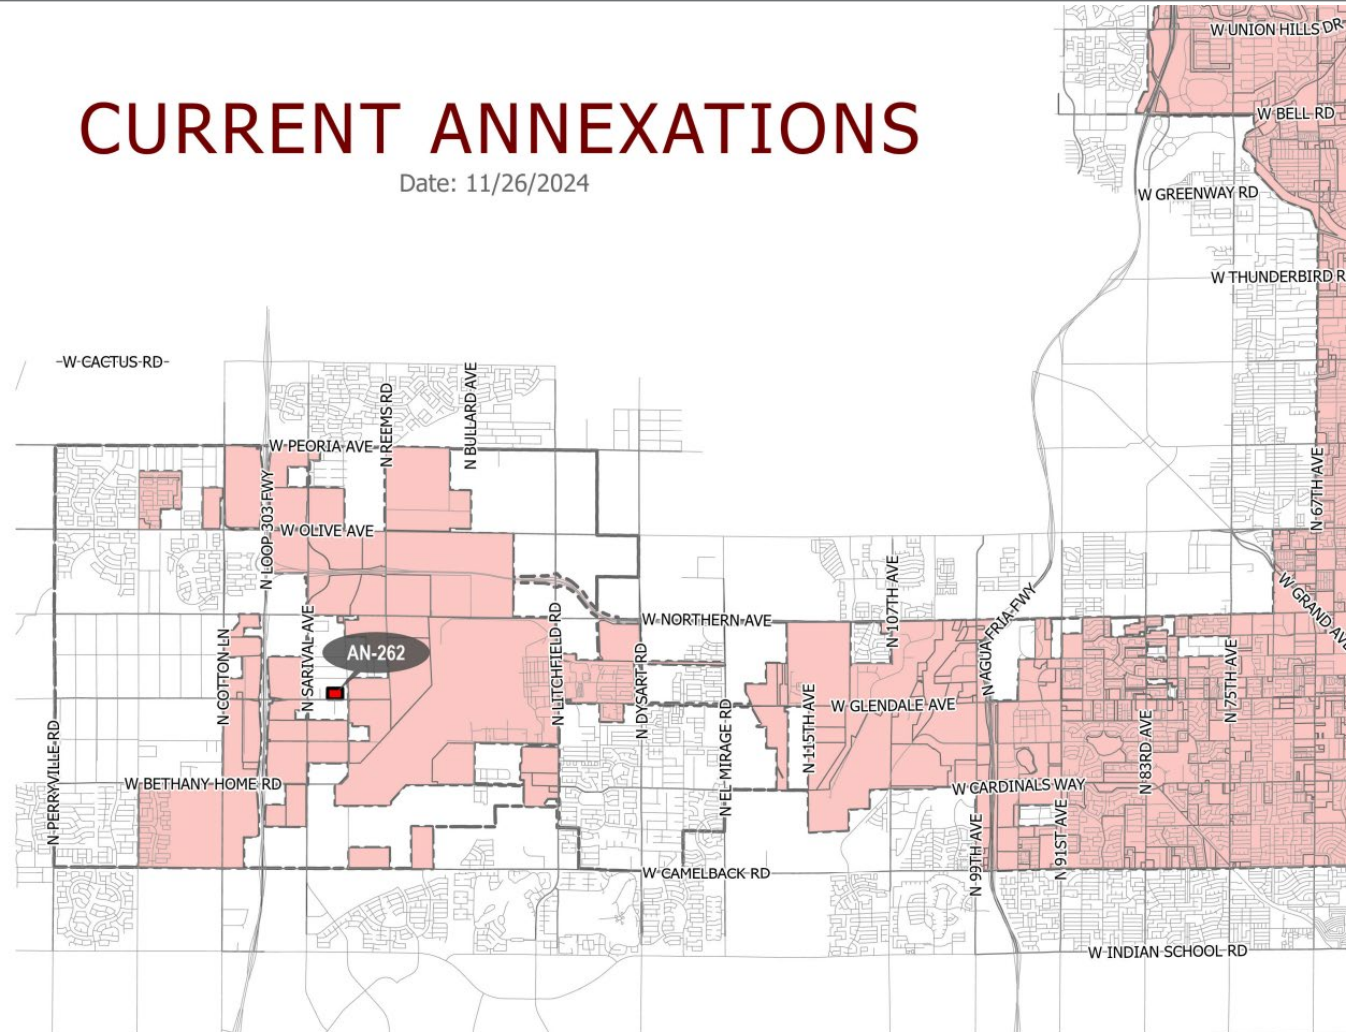 W UNION HILLS DR
CURRENT ANNEXATIONS
W BELL RD
Date: 11/26/2024
W GREENWAY RD
W THUNDERBIRD R
W CACTUS RD
N REEMS RD
N BULLARD AVE
W PEORIA AVE
N LOOP 303 FWY
N 67TH AVE
W OLIVE AVE
N 107TH AVE
W GRAND AVE
N AGUA FRIA FWY
N SARIVAL AVE
N LITCHFIELD RD
W NORTHERN AVE
N COTTON LN
AN-262
N DYSART RD
N 75TH AVE
N PERRYVILLE RD
N EL MIRAGE RD
N 115TH AVE
W GLENDALE AVE
N 83RD AVE
W BETHANY HOME RD
W CARDINALS WAY
N 99TH AVE
N 91ST AVE
W CAMELBACK RD
W INDIAN SCHOOL RD